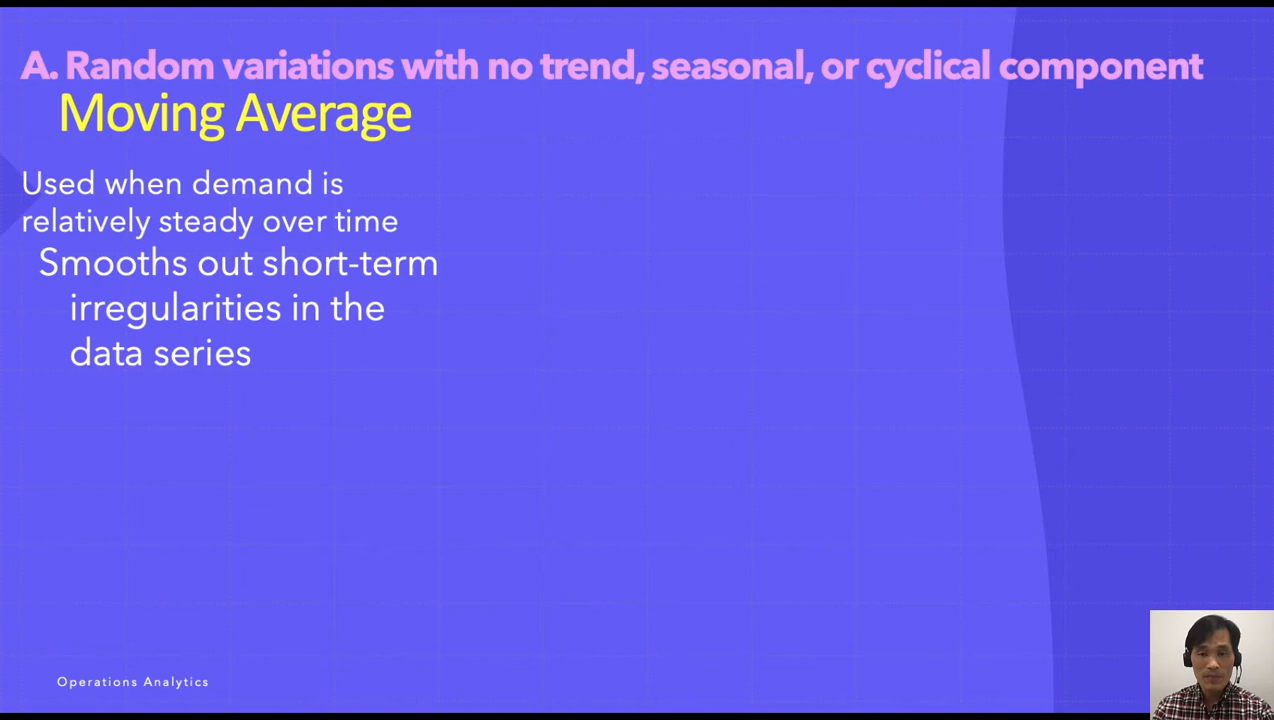 A. Random variations with no trend, seasonal, or cyclical component
Moving Average
Used when demand is
relatively steady over time
Smooths out short-term
irregularities in the
data series
Operations Analytics